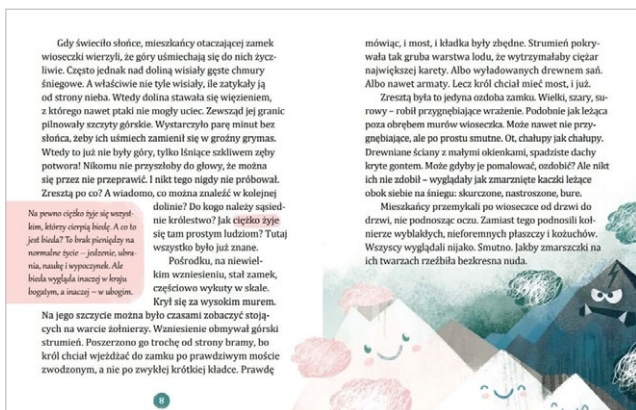 Gdy świeciło słońce, mieszkańcy otaczającej zamek
wioseczki wierzyli, że góry uśmiechają się do nich życz-
liwie. Często jednak nad doliną wisiały gęste chmury
śniegowe. A właściwie nie tyle wisiały, ile zatykały ją
od strony nieba. Wtedy dolina stawała się więzieniem,
z którego nawet ptaki nie mogły uciec. Zewsząd jej granic
pilnowały szczyty górskie. Wystarczyło parę minut bez
słońca, żeby ich uśmiech zamienił się w groźny grymas.
Wtedy to już nie były góry, tylko lśniące szkliwem zęby
potwora! Nikomu nie przyszłoby do głowy, że można
się przez nie przeprawić. I nikt tego nigdy nie próbował.
Zresztą po co? A wiadomo, co można znaleźć w kolejnej
dolinie? Do kogo należy sąsied-
nie królestwo? Jak ciężko żyje
się tam prostym ludziom? Tutaj
wszystko było już znane.
Pośrodku, na niewiel-
kim wzniesieniu, stał zamek,
częściowo wykuty w skale.
Krył się za wysokim murem.
Na jego szczycie można było czasami zobaczyć stoją-
cych na warcie żołnierzy. Wzniesienie obmywał górski
strumień. Poszerzono go trochę od strony bramy, bo
król chciał wjeżdżać do zamku po prawdziwym moście
zwodzonym, a nie po zwykłej krótkiej kładce. Prawdę
Na pewno ciężko żyje się wszyst-
kim, którzy cierpią biedę. A co to
jest bieda? To brak pieniędzy na
normalne życie – jedzenie, ubra-
nia, naukę i wypoczynek. Ale
bieda wygląda inaczej w kraju
bogatym, a inaczej – w ubogim.
8
mówiąc, i most, i kładka były zbędne. Strumień pokry-
wała tak gruba warstwa lodu, że wytrzymałaby ciężar
największej karety. Albo wyładowanych drewnem sań.
Albo nawet armaty. Lecz król chciał mieć most, i już.
Zresztą była to jedyna ozdoba zamku. Wielki, szary, su-
rowy – robił przygnębiające wrażenie. Podobnie jak leżąca
poza obrębem murów wioseczka. Może nawet nie przy-
gnębiające, ale po prostu smutne. Ot, chałupy jak chałupy.
Drewniane ściany z małymi okienkami, spadziste dachy
kryte gontem. Może gdyby je pomalować, ozdobić? Ale nikt
ich nie zdobił – wyglądały jak zmarznięte kaczki leżące
obok siebie na śniegu: skurczone, nastroszone, bure.
Mieszkańcy przemykali po wioseczce od drzwi do
drzwi, nie podnosząc oczu. Zamiast tego podnosili koł-
nierze wyblakłych, nieforemnych płaszczy i kożuchów.
Wszyscy wyglądali nijako. Smutno. Jakby zmarszczki na
ich twarzach rzeźbiła bezkresna nuda.